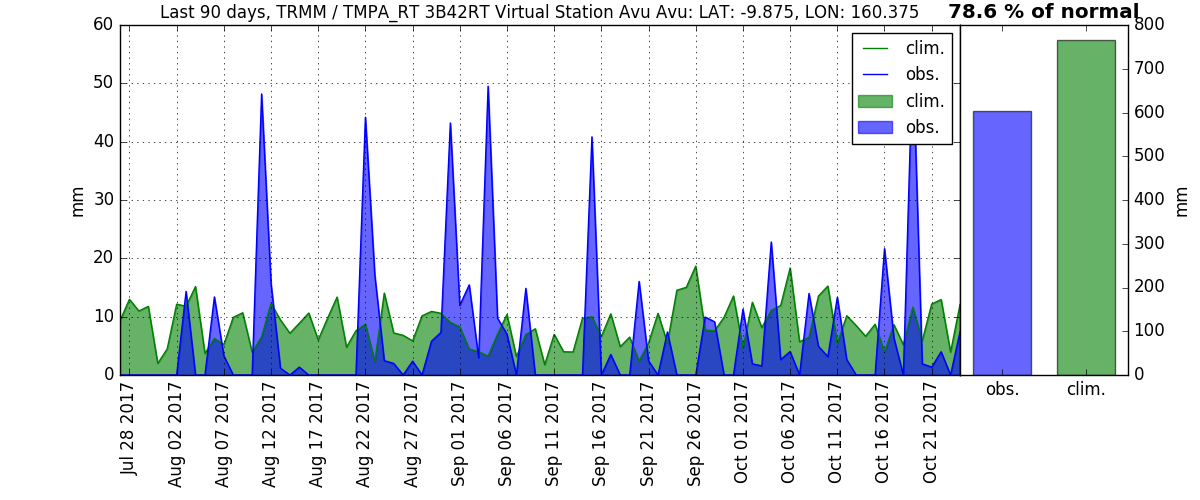 Last 90 days, TRMM / TMPA_RT 3B42RT Virtual Station Avu Avu: LAT: -9.875, LON: 160.375
78.6 % of normal
60
50
40
30
20
10
0
mm
clim.
obs.
clim.
obs.
800
700
600
500
400
300
200
100
0
mm
obs.
clim.
Jul 28 2017
Aug 02 2017
Aug 07 2017
Aug 12 2017
Aug 17 2017
Aug 22 2017
Aug 27 2017
Sep 01 2017
Sep 06 2017
Sep 11 2017
Sep 16 2017
Sep 21 2017
Sep 26 2017
Oct 01 2017
Oct 06 2017
Oct 11 2017
Oct 16 2017
Oct 21 2017